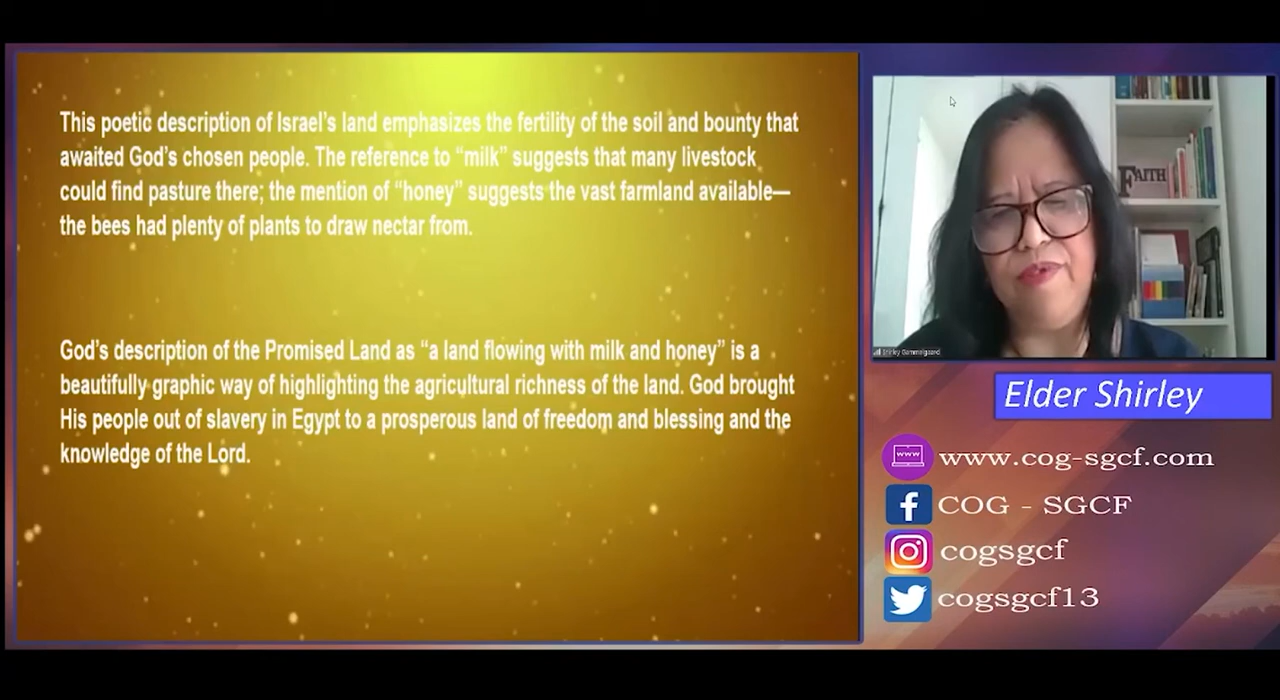 This poetic description of Israel’s land emphasizes the fertility of the soil and bounty that
awaited God’s chosen people. The reference to “milk” suggests that many livestock
could find pasture there; the mention of “honey” suggests the vast farmland available—
the bees had plenty of plants to draw nectar from.
God’s description of the Promised Land as “a land flowing with milk and honey” is a
beautifully graphic way of highlighting the agricultural richness of the land. God brought
His people out of slavery in Egypt to a prosperous land of freedom and blessing and the
knowledge of the Lord.
FAITH
Shirley Gammelgaard
Elder Shirley
www
www.cog-sgcf.com
COG - SGCF
cogsgcf
cogsgcf13